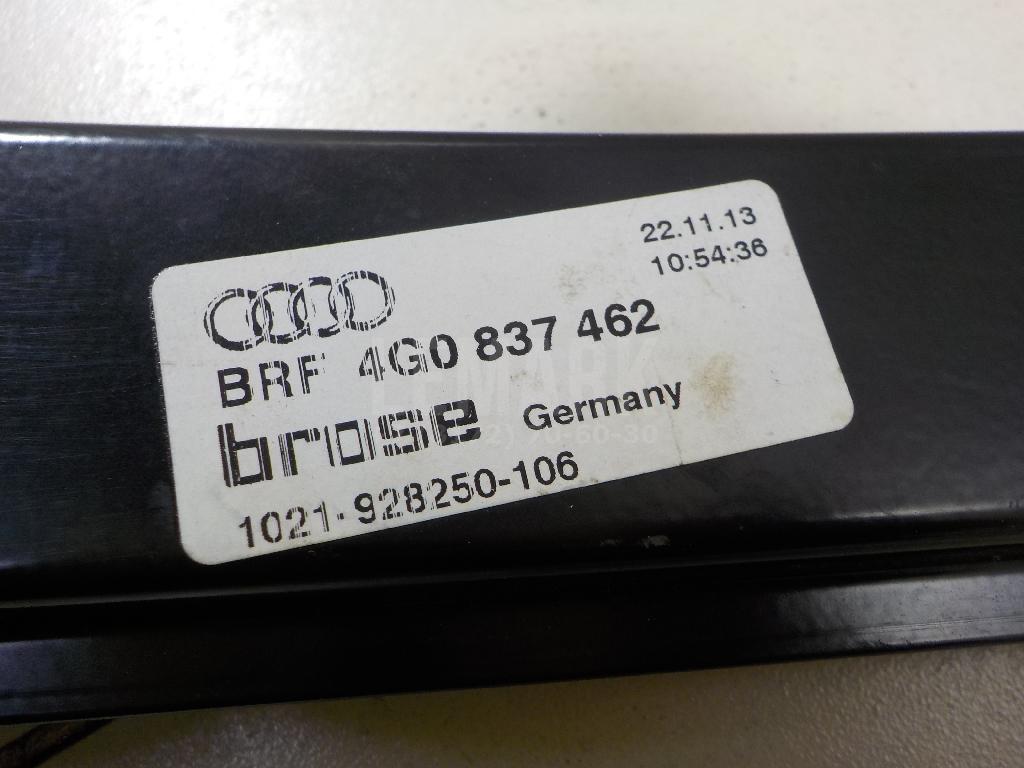 22.11.13
10:54:36
BRF 4G0 837 462
brose Germany
1021-928250-106